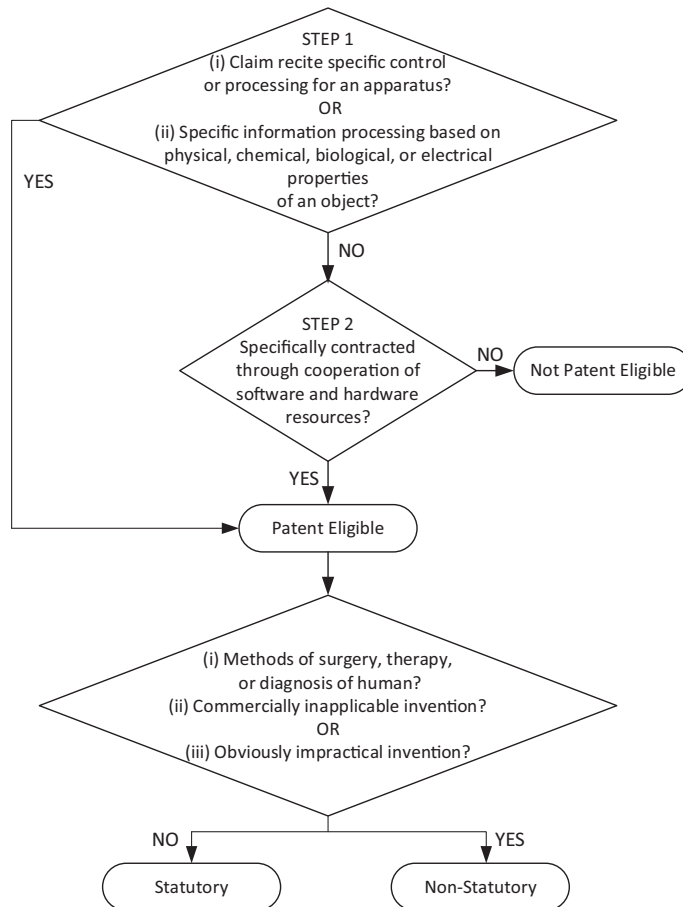 STEP 1
(i) Claim recite specific control
or processing for an apparatus?
OR
(ii) Specific information processing based on
physical, chemical, biological, or electrical
properties
of an object?
YES
NO
STEP 2
Specifically contracted
through cooperation of
software and hardware
resources?
NO
Not Patent Eligible
YES
Patent Eligible
(i) Methods of surgery, therapy,
or diagnosis of human?
(ii) Commercially inapplicable invention?
OR
(iii) Obviously impractical invention?
NO
YES
Statutory
Non-Statutory